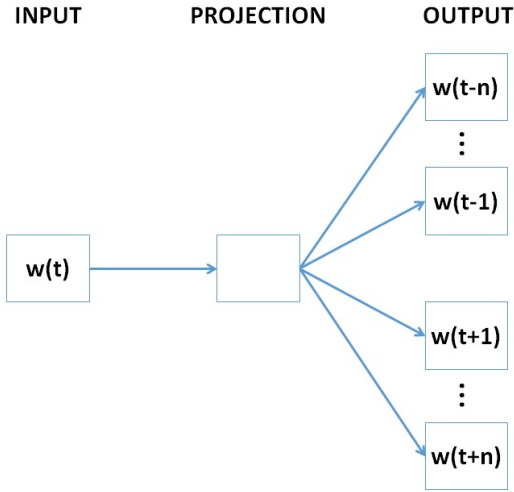 INPUT PROJECTION OUTPUT
w(t-n)
⋮
w(t-1)
w(t)
w(t+1)
⋮
w(t+n)